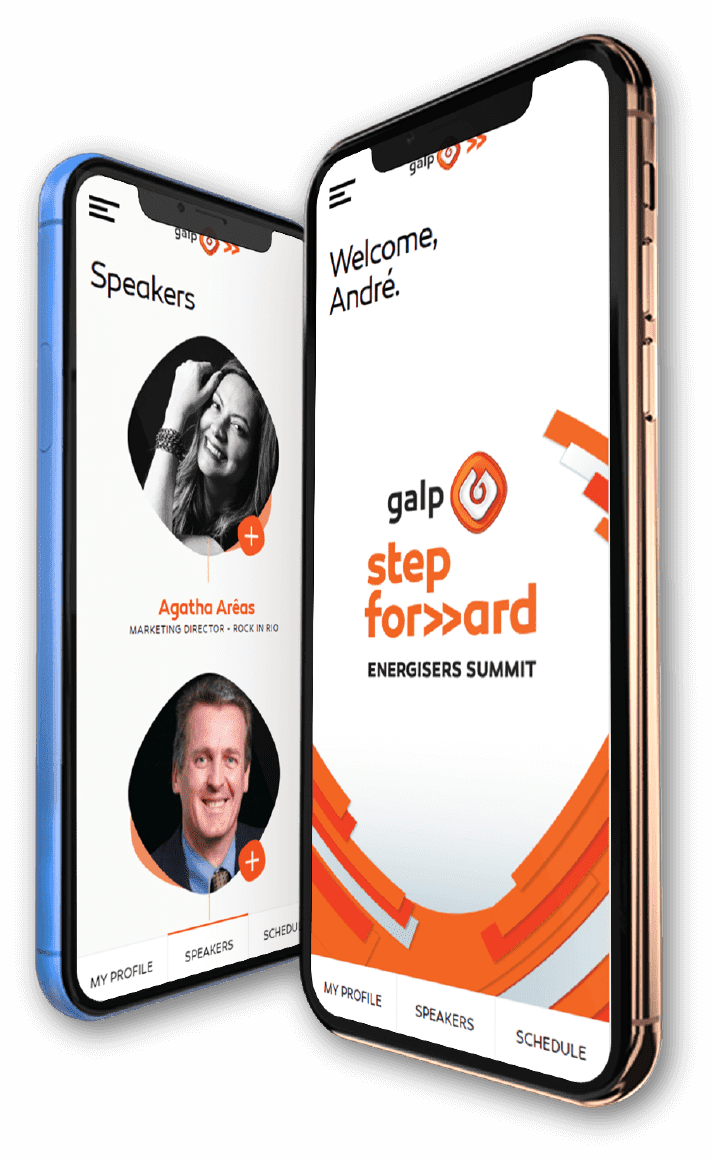 galp
Speakers
Agatha Arêas
MARKETING DIRECTOR - ROCK IN RIO
MY PROFILE
SPEAKERS
SCHEDU
galp
Welcome,
André.
galp
step
for>>ard
ENERGISERS SUMMIT
MY PROFILE
SPEAKERS
SCHEDULE